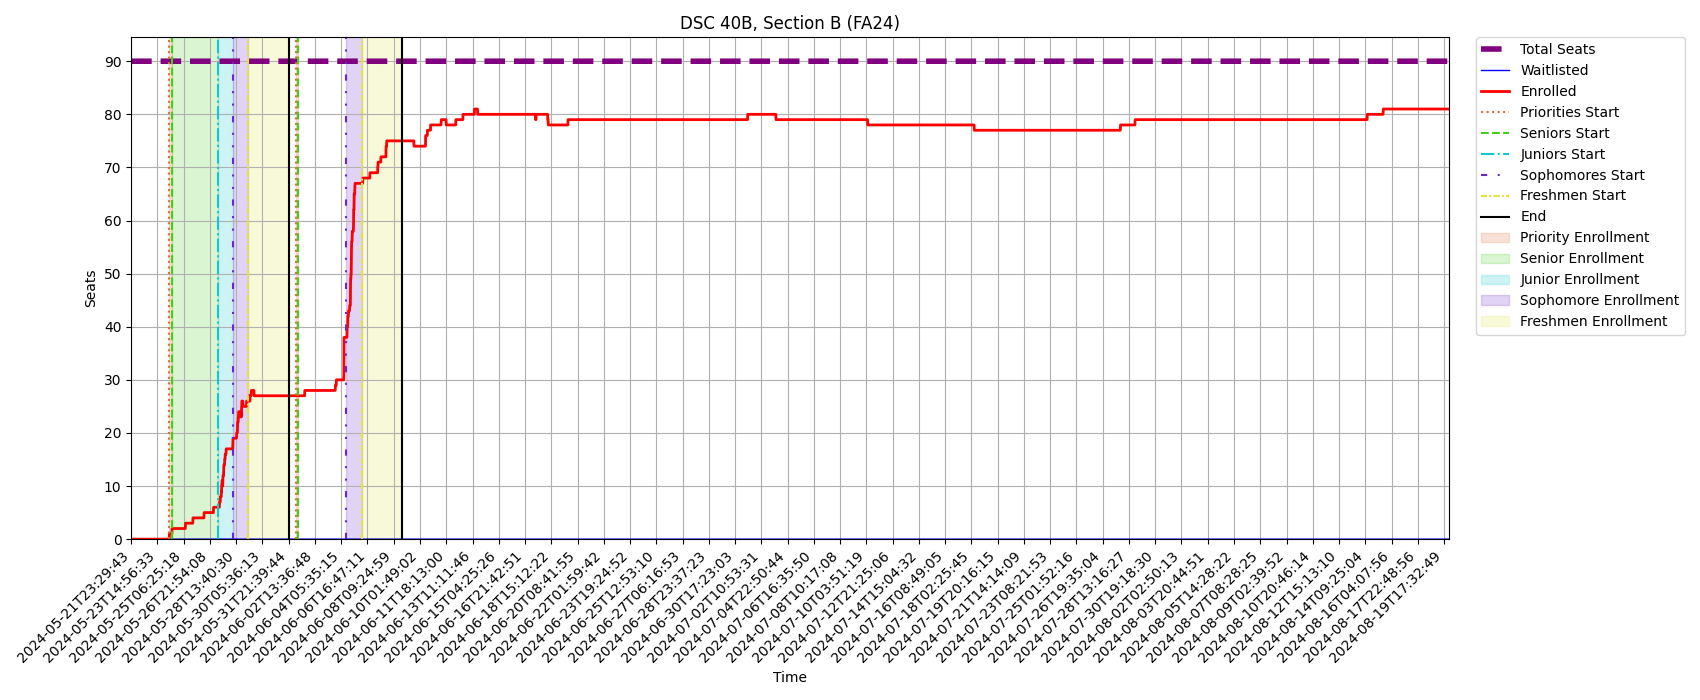 DSC 40B, Section B (FA24)
Seats
90
80
70
60
50
40
30
20
10
0
2024-05-21T23:29:43
2024-05-23T14:56:33
2024-05-25T06:25:18
2024-05-26T21:54:08
2024-05-28T13:40:30
2024-05-30T05:36:13
2024-05-31T21:39:44
2024-06-02T13:36:48
2024-06-04T05:35:15
2024-06-06T16:47:11
2024-06-08T09:24:59
2024-06-10T01:49:02
2024-06-11T18:13:00
2024-06-13T11:11:46
2024-06-15T04:25:26
2024-06-16T21:42:51
2024-06-18T15:12:22
2024-06-20T08:41:55
2024-06-22T01:59:42
2024-06-23T19:24:52
2024-06-25T12:53:10
2024-06-27T06:16:53
2024-06-28T23:37:23
2024-06-30T17:23:03
2024-07-02T10:53:31
2024-07-04T22:50:44
2024-07-06T16:35:50
2024-07-08T10:17:08
2024-07-10T03:51:19
2024-07-12T21:25:06
2024-07-14T15:04:32
2024-07-16T08:49:05
2024-07-18T02:25:45
2024-07-19T20:16:15
2024-07-21T14:14:09
2024-07-23T08:21:53
2024-07-25T01:52:16
2024-07-26T19:35:04
2024-07-28T13:16:27
2024-07-30T19:18:30
2024-08-02T02:50:13
2024-08-03T20:44:51
2024-08-05T14:28:22
2024-08-07T08:28:25
2024-08-09T02:39:52
2024-08-10T20:46:14
2024-08-12T15:13:10
2024-08-14T09:25:04
2024-08-16T04:07:56
2024-08-17T22:48:56
2024-08-19T17:32:49
Time
Total Seats
Waitlisted
Enrolled
Priorities Start
Seniors Start
Juniors Start
Sophomores Start
Freshmen Start
End
Priority Enrollment
Senior Enrollment
Junior Enrollment
Sophomore Enrollment
Freshmen Enrollment